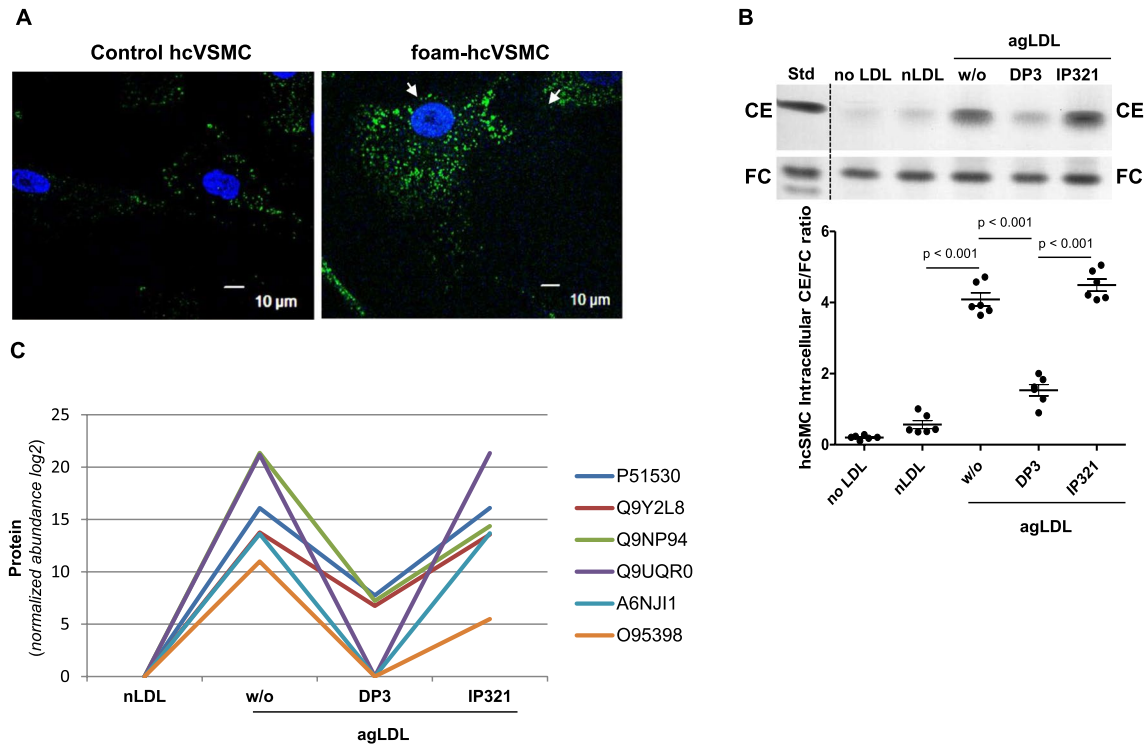 A
Control hcVSMC
foam-hcVSMC
10 µm
10 µm
B
agLDL
Std
no LDL
nLDL
w/o
DP3
IP321
CE
CE
FC
FC
hcSMC Intracellular CE/FC ratio
6
4
2
0
p < 0.001
p < 0.001
p < 0.001
no LDL
nLDL
w/o
DP3
IP321
agLDL
C
Protein
(normalized abundance log2)
25
20
15
10
5
0
nLDL
w/o
DP3
IP321
agLDL
P51530
Q9Y2L8
Q9NP94
Q9UQR0
A6NJI1
O95398